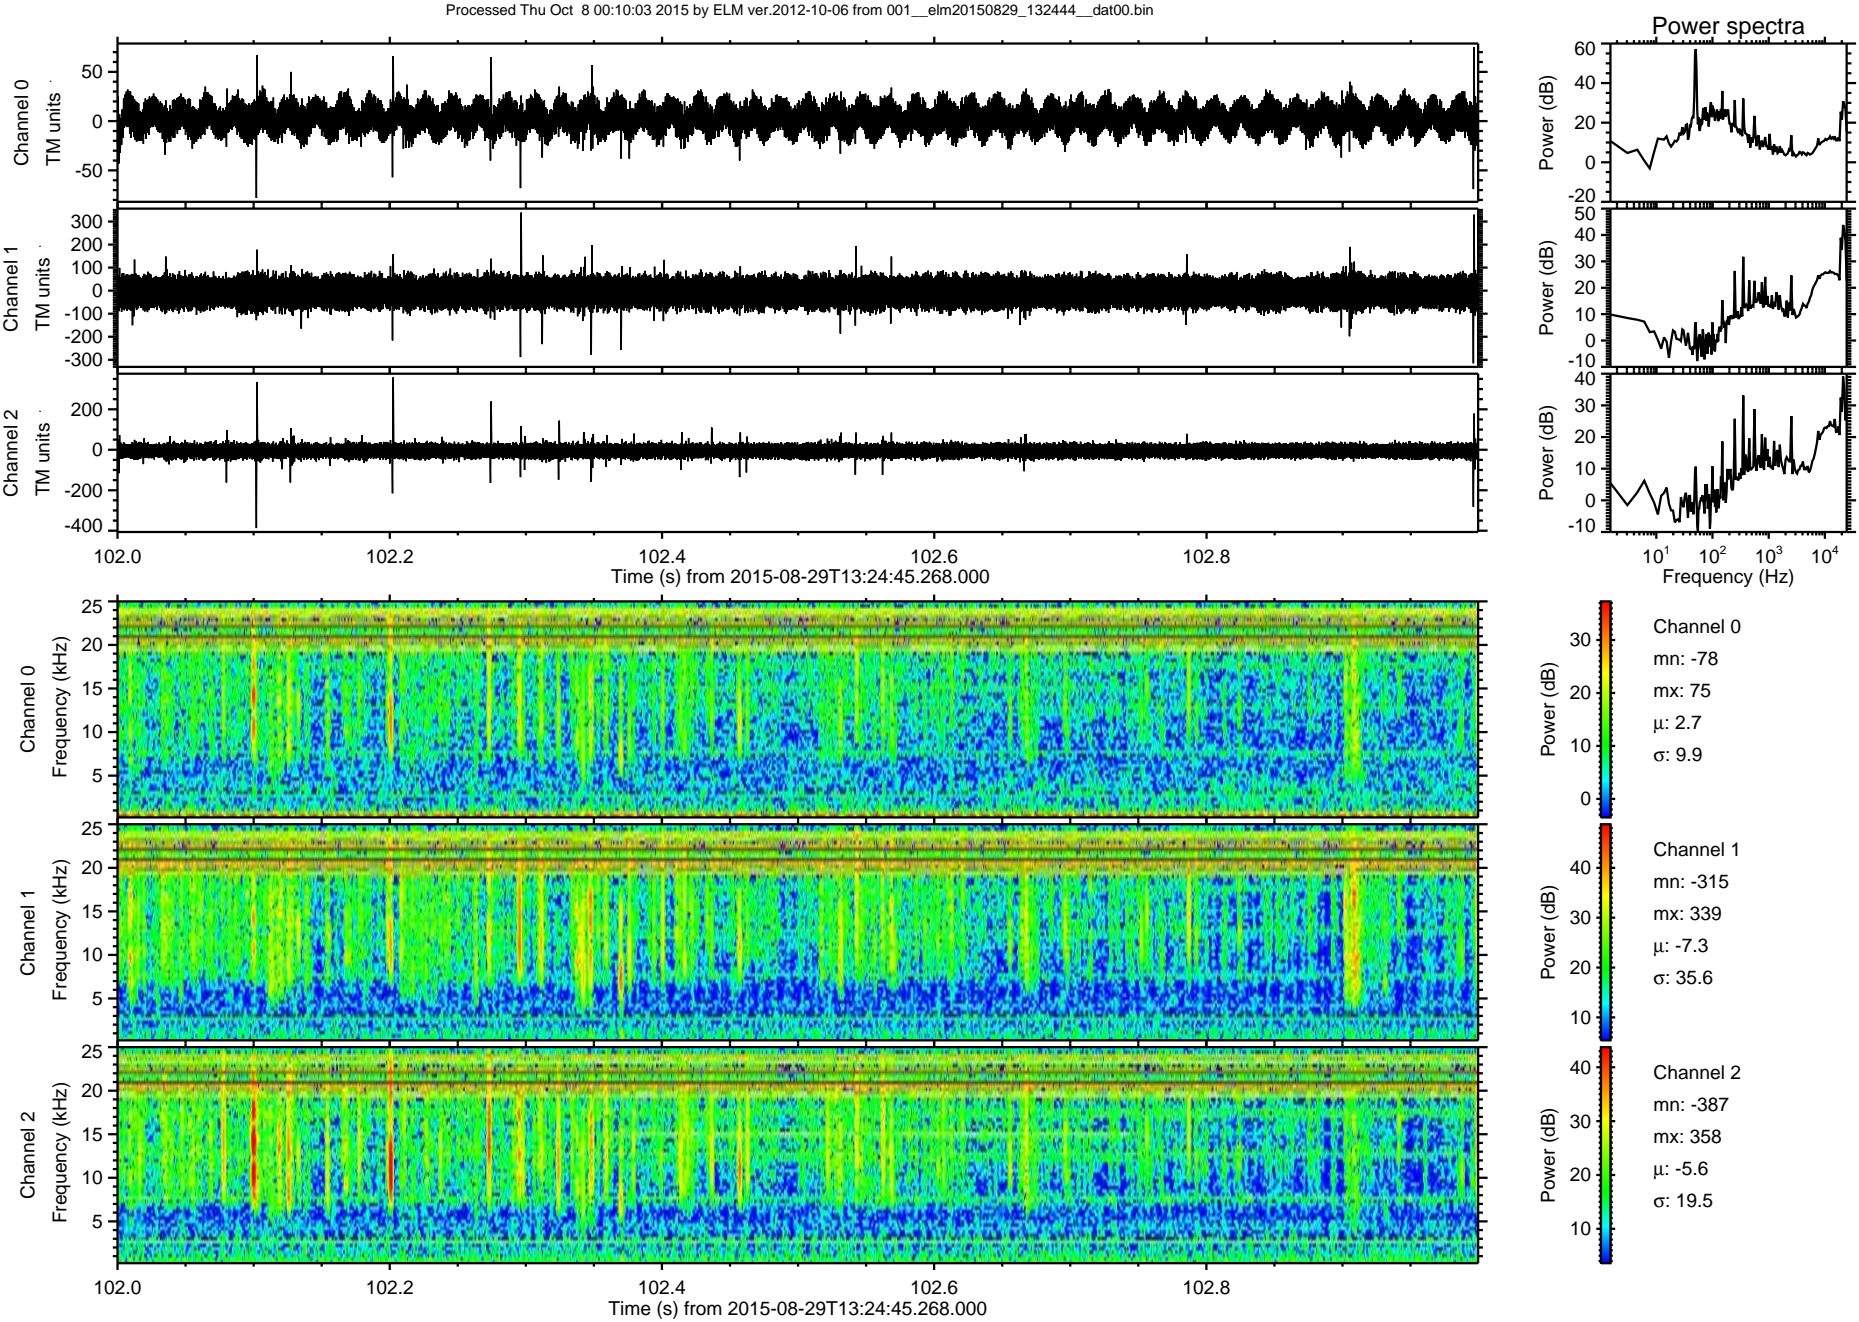 Processed Thu Oct  8 00:10:03 2015 by ELM ver.2012-10-06 from 001__elm20150829_132444__dat00.bin
Power spectra
Channel 0
TM units
50
0
-50
Power (dB)
60
40
20
0
-20
Channel 1
TM units
300
200
100
0
-100
-200
-300
Power (dB)
50
40
30
20
10
0
-10
Channel 2
TM units
200
0
-200
-400
Power (dB)
40
30
20
10
0
-10
102.0 102.2 102.4 102.6 102.8
Time (s) from 2015-08-29T13:24:45.268.000
10¹ 10² 10³ 10⁴
Frequency (Hz)
Channel 0
Frequency (kHz)
25
20
15
10
5
Power (dB)
30
20
10
0
Channel 0
mn: -78
mx: 75
μ: 2.7
σ: 9.9
Channel 1
Frequency (kHz)
25
20
15
10
5
Power (dB)
40
30
20
10
Channel 1
mn: -315
mx: 339
μ: -7.3
σ: 35.6
Channel 2
Frequency (kHz)
25
20
15
10
5
Power (dB)
40
30
20
10
Channel 2
mn: -387
mx: 358
μ: -5.6
σ: 19.5
102.0 102.2 102.4 102.6 102.8
Time (s) from 2015-08-29T13:24:45.268.000